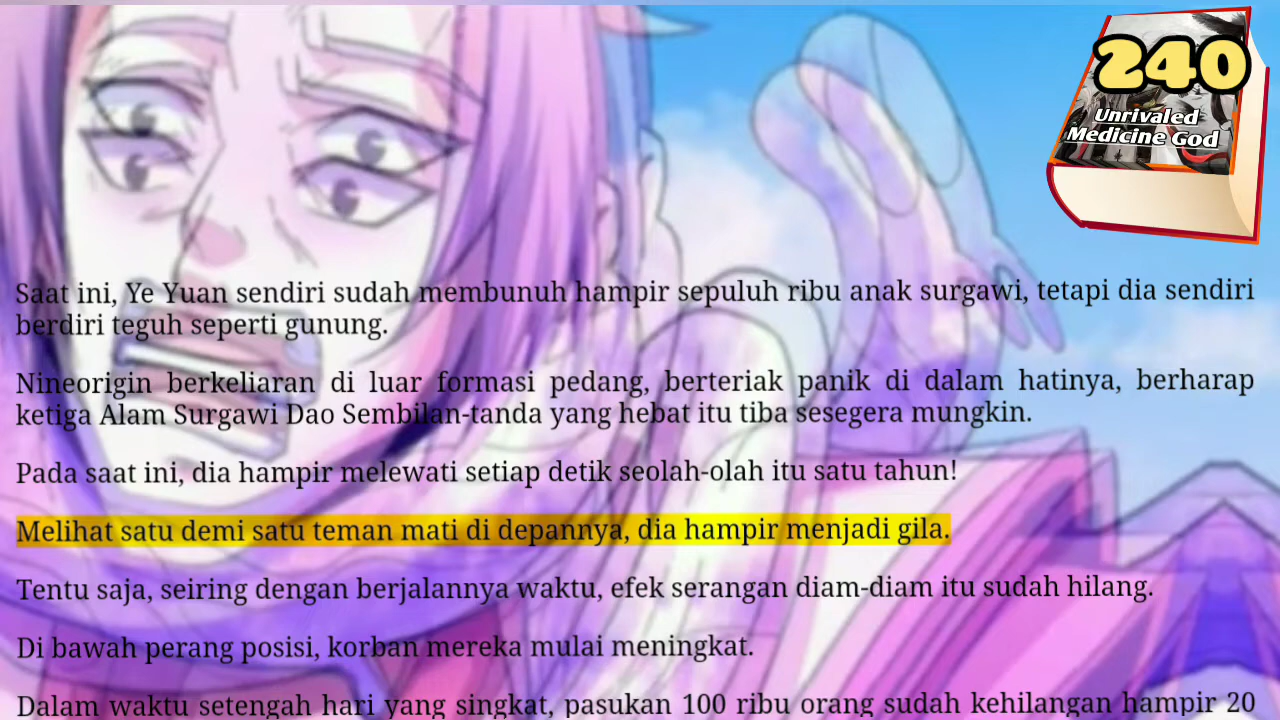 240
Unrivaled
Medicine God
Saat ini, Ye Yuan sendiri sudah membunuh hampir sepuluh ribu anak surgawi, tetapi dia sendiri
berdiri teguh seperti gunung.
Nineorigin berkeliaran di luar formasi pedang, berteriak panik di dalam hatinya, berharap
ketiga Alam Surgawi Dao Sembilan-tanda yang hebat itu tiba sesegera mungkin.
Pada saat ini, dia hampir melewati setiap detik seolah-olah itu satu tahun!
Melihat satu demi satu teman mati di depannya, dia hampir menjadi gila.
Tentu saja, seiring dengan berjalannya waktu, efek serangan diam-diam itu sudah hilang.
Di bawah perang posisi, korban mereka mulai meningkat.
Dalam waktu setengah hari yang singkat, pasukan 100 ribu orang sudah kehilangan hampir 20